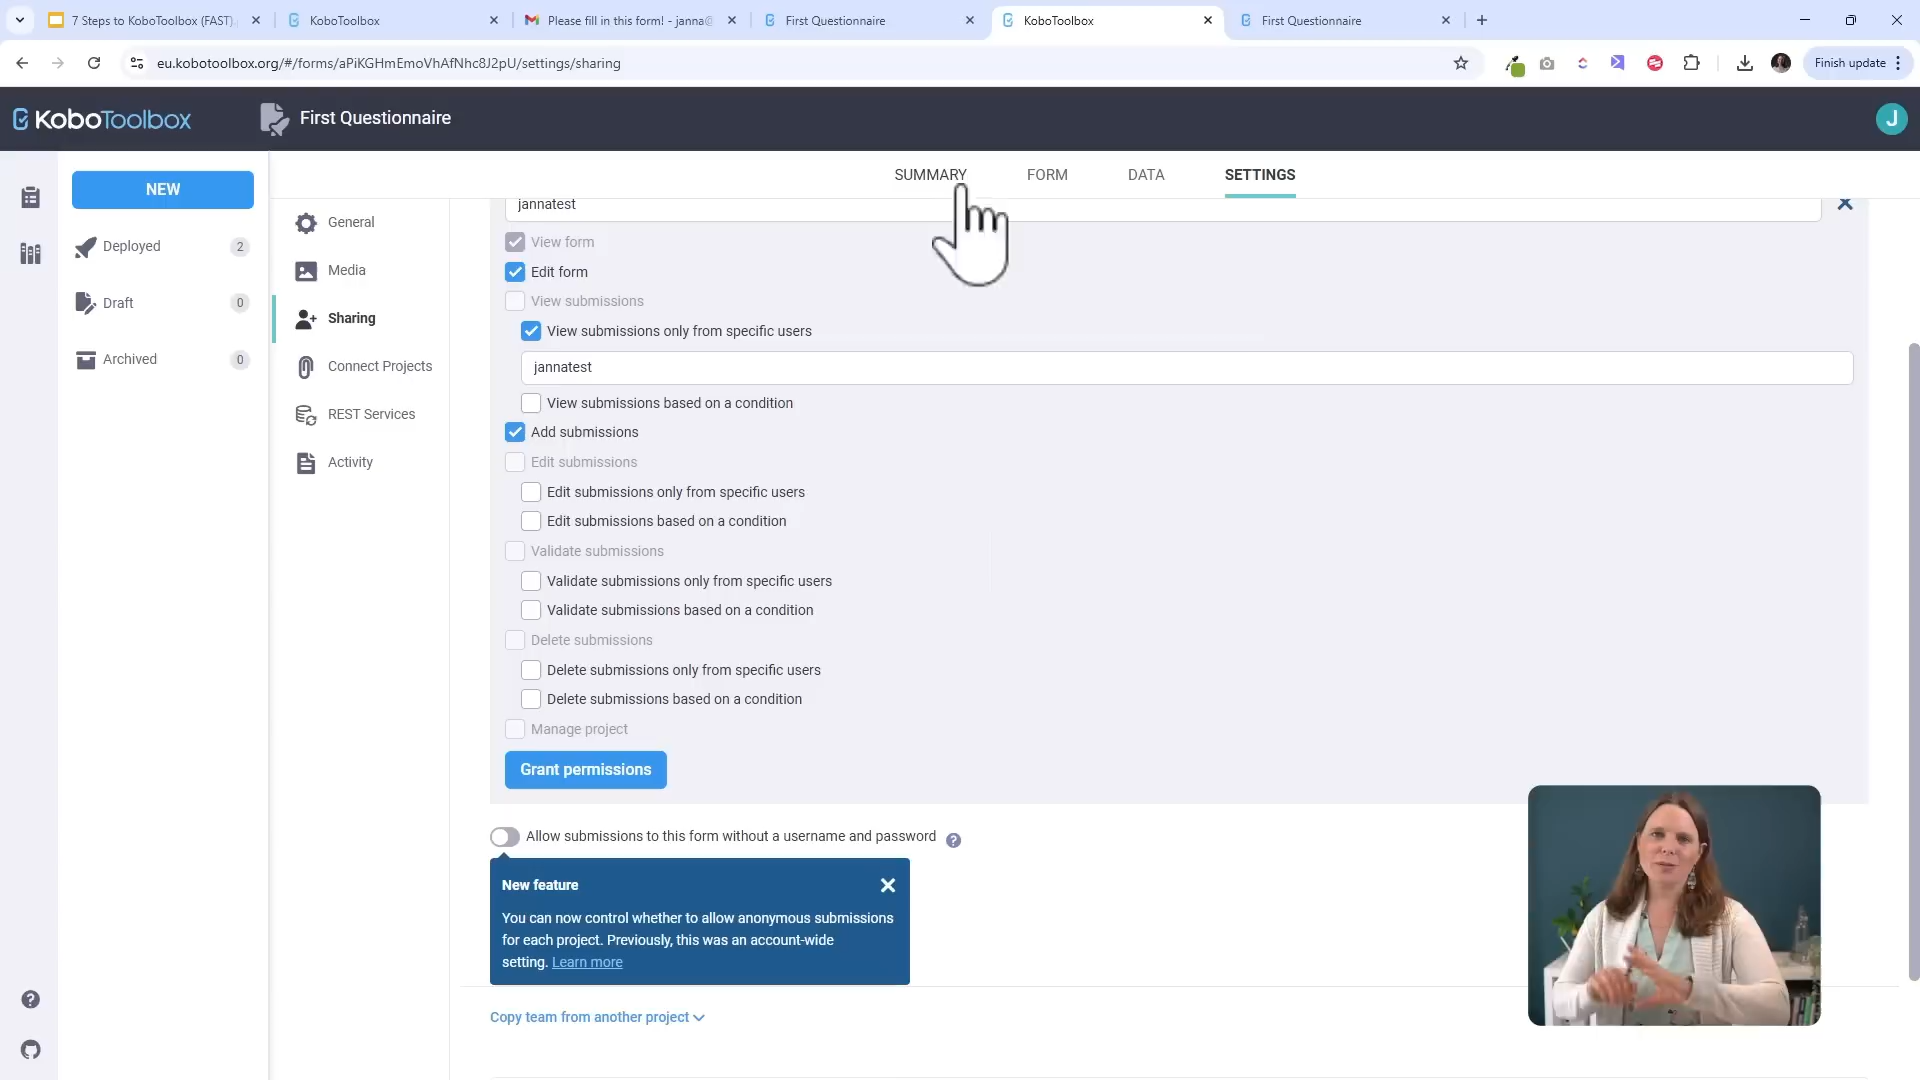 7 Steps to KoboToolbox (FAST).
KoboToolbox
Please fill in this form! - janna@
First Questionnaire
KoboToolbox
First Questionnaire
eu.kobotoolbox.org/#/forms/aPiKGHmEmoVhAfNhc8J2pU/settings/sharing
Finish update
KoboToolbox
First Questionnaire
J
NEW
Deployed 2
Draft 0
Archived 0
SUMMARY
FORM
DATA
SETTINGS
General
Media
Sharing
Connect Projects
REST Services
Activity
jannatest
View form
Edit form
View submissions
View submissions only from specific users
jannatest
View submissions based on a condition
Add submissions
Edit submissions
Edit submissions only from specific users
Edit submissions based on a condition
Validate submissions
Validate submissions only from specific users
Validate submissions based on a condition
Delete submissions
Delete submissions only from specific users
Delete submissions based on a condition
Manage project
Grant permissions
Allow submissions to this form without a username and password ?
New feature
You can now control whether to allow anonymous submissions
for each project. Previously, this was an account-wide
setting. Learn more
Copy team from another project